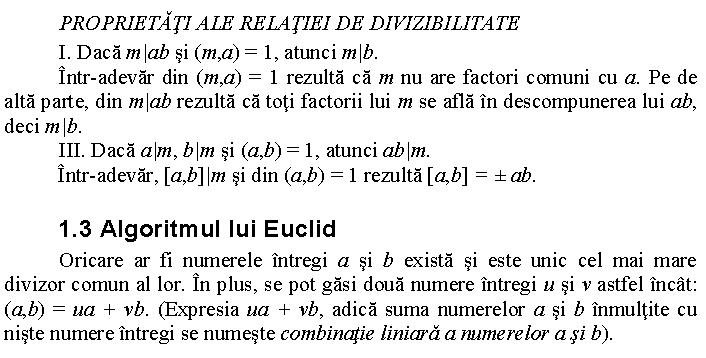 PROPRIETĂŢI ALE RELAŢIEI DE DIVIZIBILITATE
I. Dacă m|ab şi (m,a) = 1, atunci m|b.
Într-adevăr din (m,a) = 1 rezultă că m nu are factori comuni cu a. Pe de
altă parte, din m|ab rezultă că toţi factorii lui m se află în descompunerea lui ab,
deci m|b.
III. Dacă a|m, b|m şi (a,b) = 1, atunci ab|m.
Într-adevăr, [a,b]|m şi din (a,b) = 1 rezultă [a,b] = ± ab.
1.3 Algoritmul lui Euclid
Oricare ar fi numerele întregi a şi b există şi este unic cel mai mare
divizor comun al lor. În plus, se pot găsi două numere întregi u şi v astfel încât:
(a,b) = ua + vb. (Expresia ua + vb, adică suma numerelor a şi b înmulţite cu
nişte numere întregi se numeşte combinaţie liniară a numerelor a şi b).